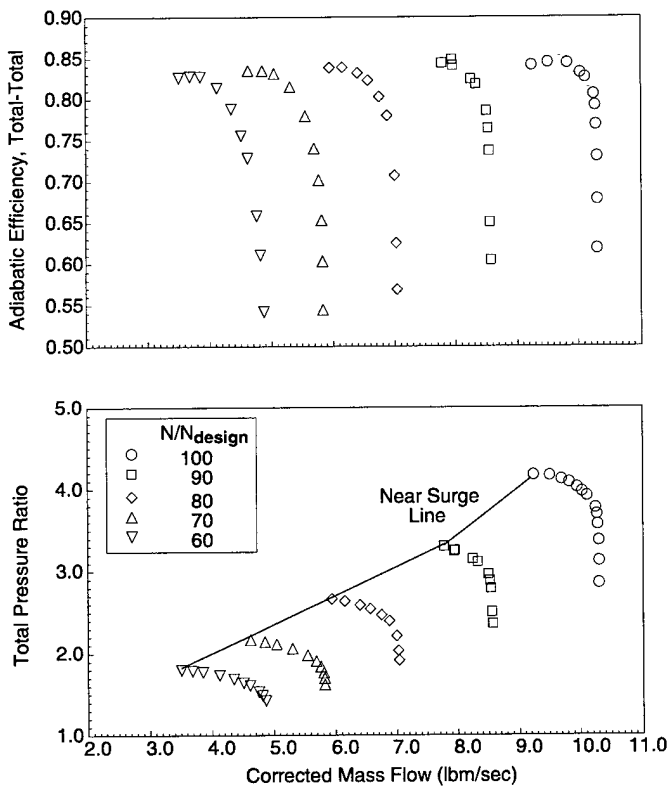 Adiabatic Efficiency, Total-Total
0.90
0.85
0.80
0.75
0.70
0.65
0.60
0.55
0.50
Total Pressure Ratio
5.0
4.0
3.0
2.0
1.0
N/Ndesign
100
90
80
70
60
Near Surge
Line
2.0 3.0 4.0 5.0 6.0 7.0 8.0 9.0 10.0 11.0
Corrected Mass Flow (lbm/sec)